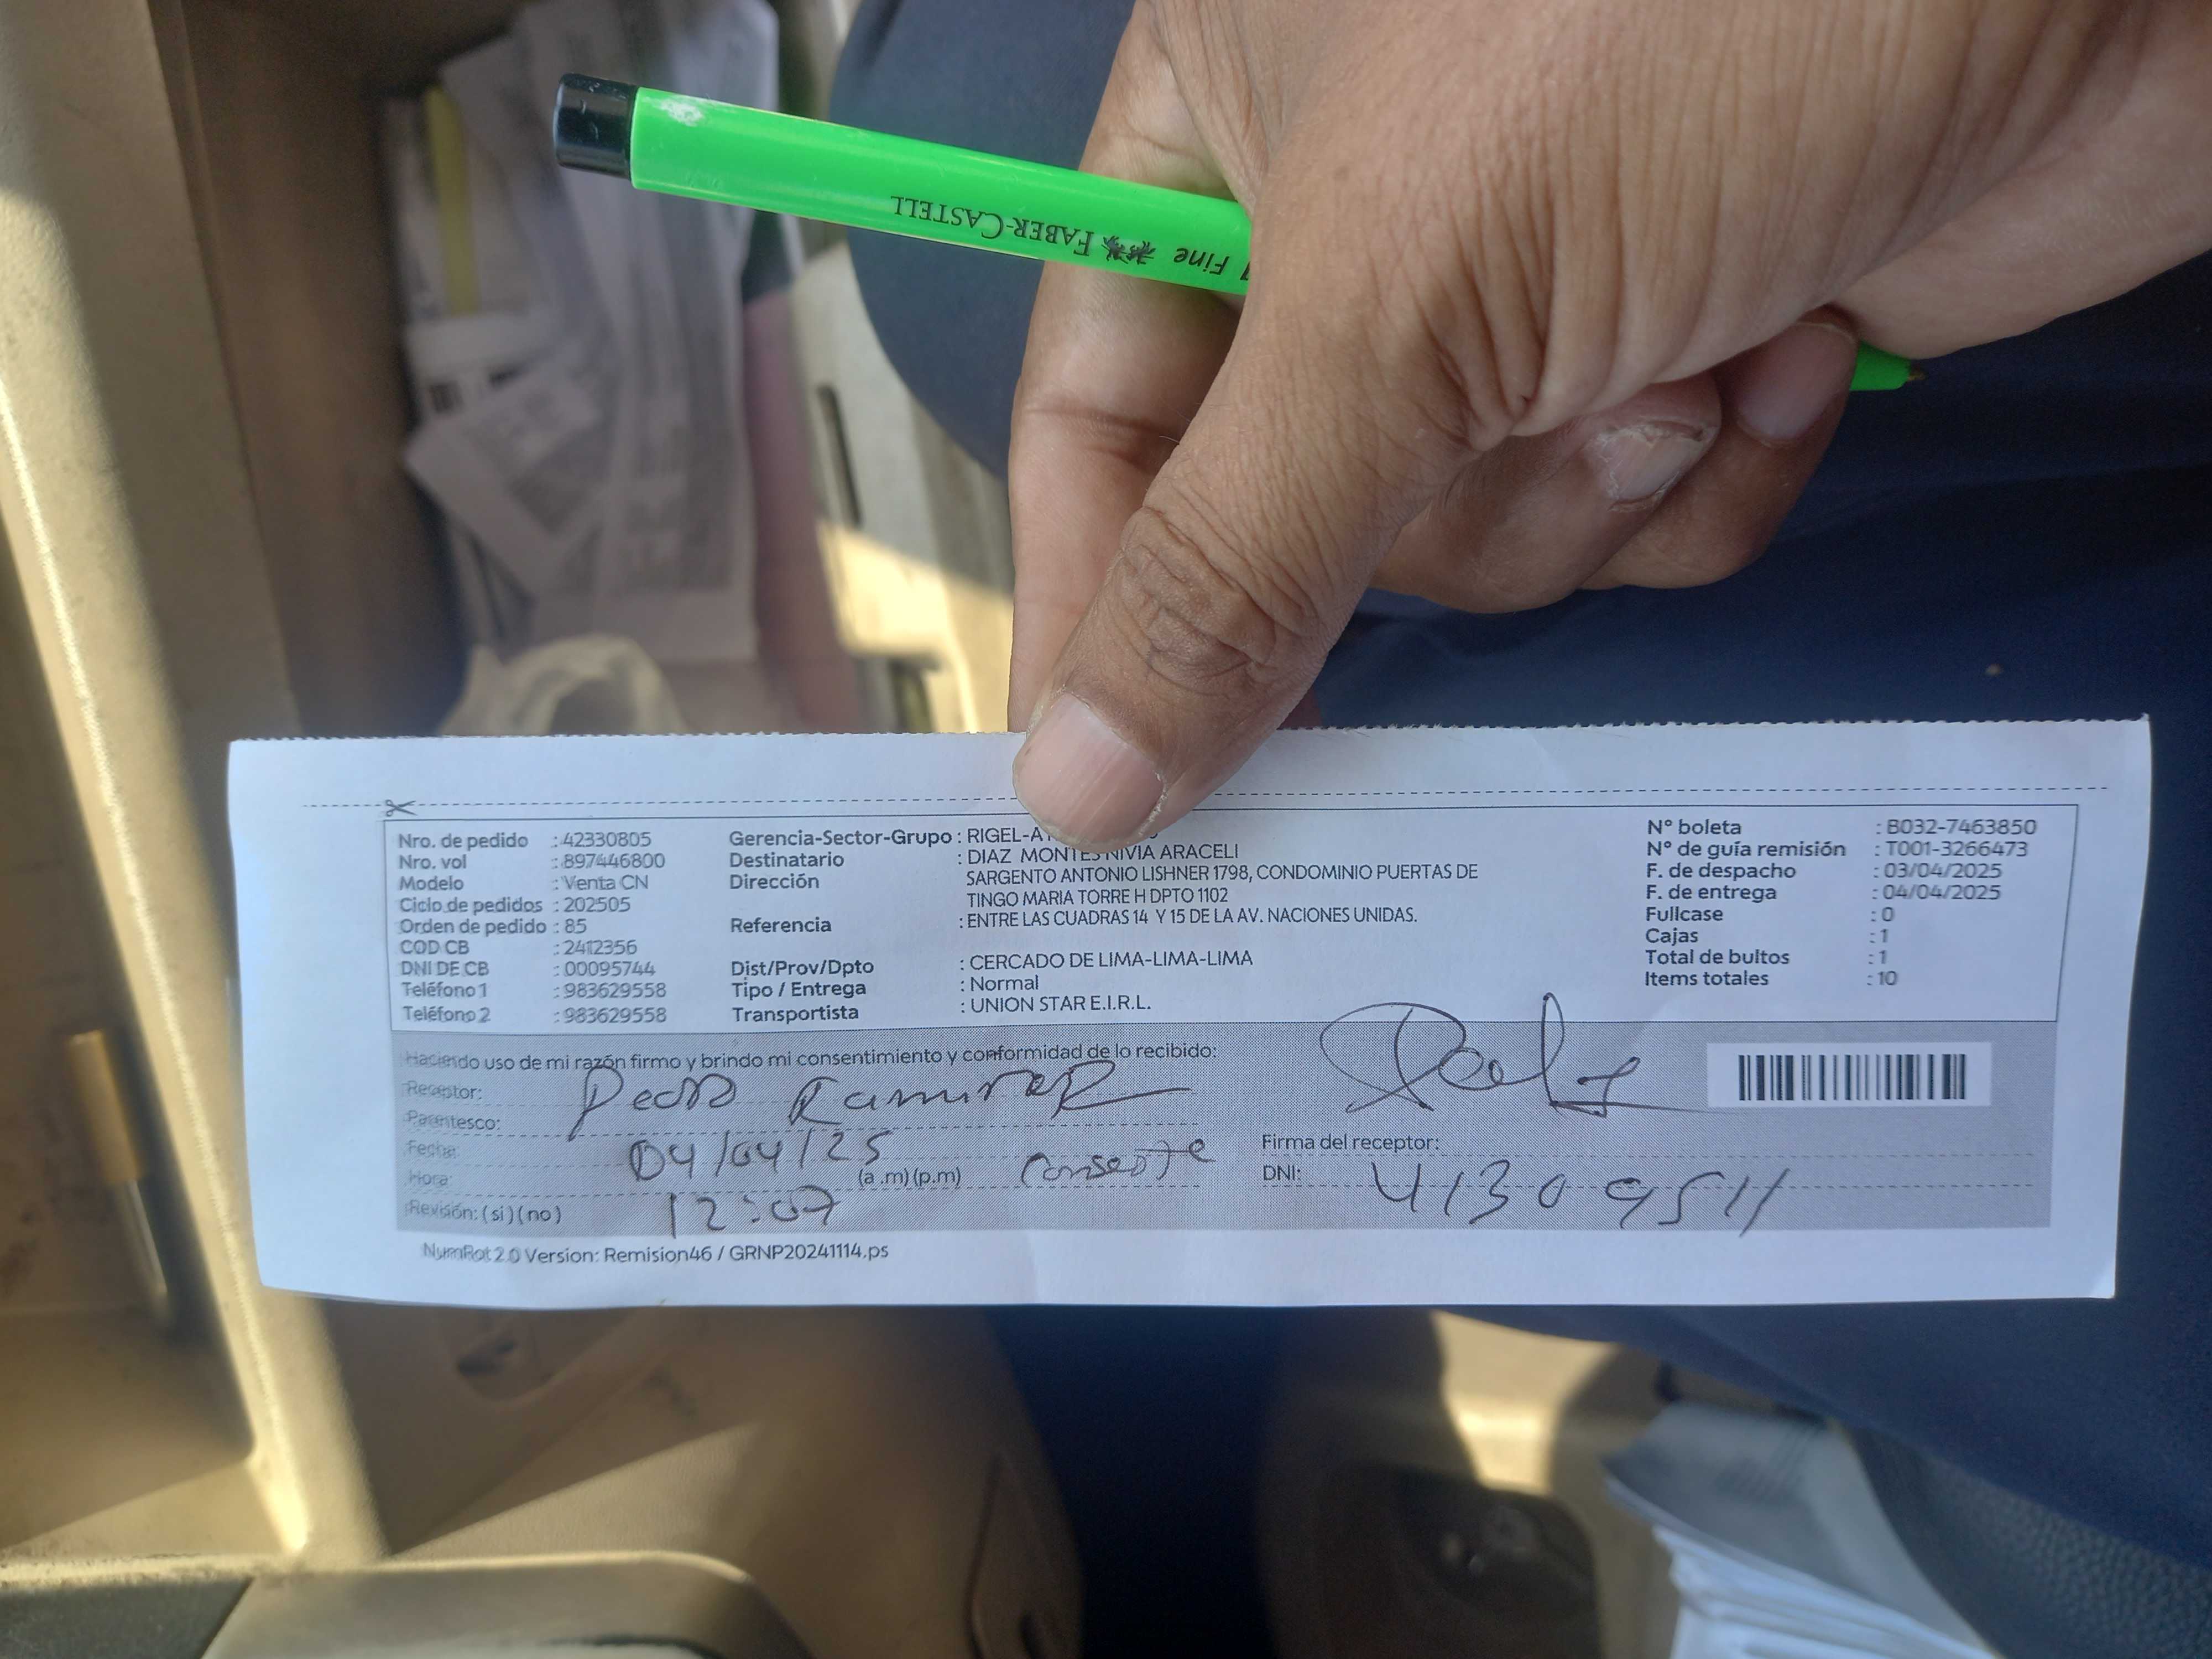 FABER-CASTELL Fine
Nro. de pedido : 42330805
Nro. vol : 897446800
Modelo : Venta CN
Ciclo de pedidos : 202505
Orden de pedido : 85
COD CB : 2412356
DNI DE CB : 00095744
Teléfono 1 : 983629558
Teléfono 2 : 983629558
Gerencia-Sector-Grupo : RIGEL-A
Destinatario : DIAZ MONTES NIVIA ARACELI
Dirección SARGENTO ANTONIO LISHNER 1798, CONDOMINIO PUERTAS DE
TINGO MARIA TORRE H DPTO 1102
Referencia : ENTRE LAS CUADRAS 14 Y 15 DE LA AV. NACIONES UNIDAS.
Dist/Prov/Dpto : CERCADO DE LIMA-LIMA-LIMA
Tipo / Entrega : Normal
Transportista : UNION STAR E.I.R.L.
N° boleta : B032-7463850
N° de guía remisión : T001-3266473
F. de despacho : 03/04/2025
F. de entrega : 04/04/2025
Fullcase : 0
Cajas : 1
Total de bultos : 1
Items totales : 10
Haciendo uso de mi razón firmo y brindo mi consentimiento y conformidad de lo recibido:
Receptor: Pedro Ramirez
Parentesco:
Fecha: 04/04/25
Hora: (a .m) (p.m)
Revisión: ( si ) ( no ) 12:07
Firma del receptor:
DNI: 41309511
NumRot 2.0 Version: Remision46 / GRNP20241114.ps